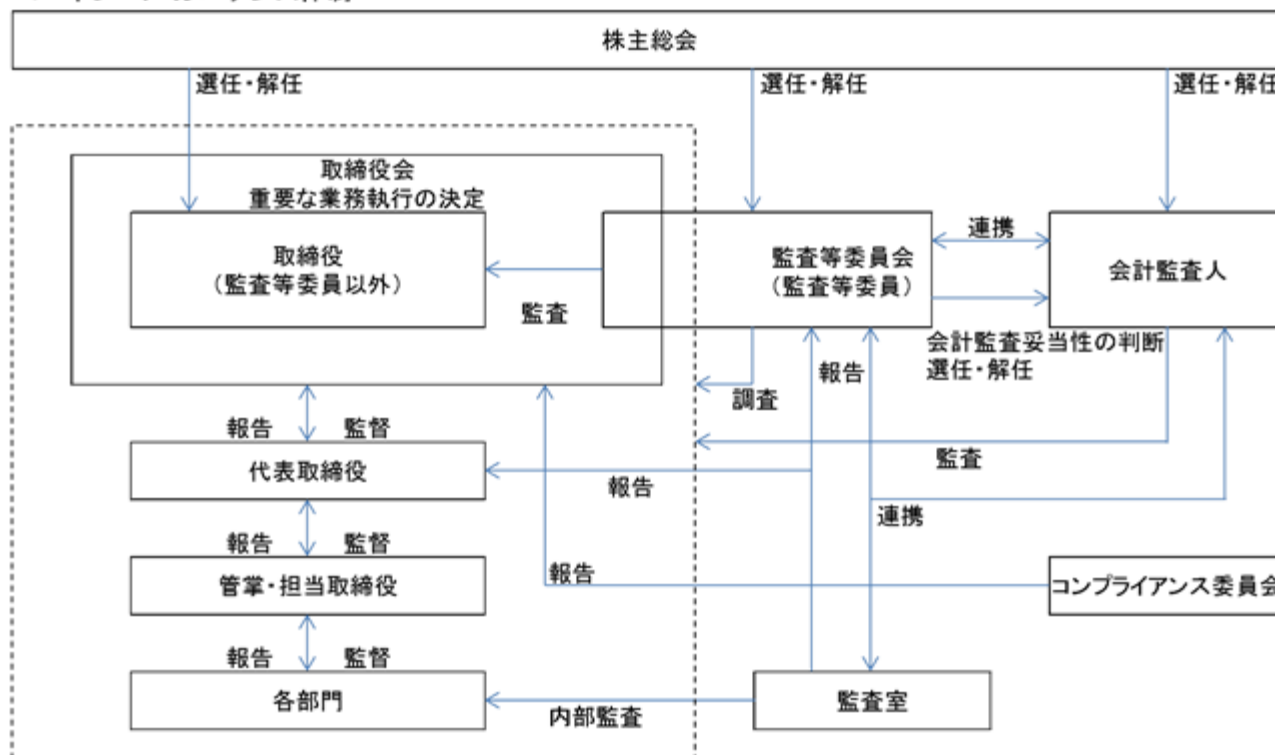 株主総会
選任・解任
選任・解任
選任・解任
取締役会
重要な業務執行の決定
取締役
（監査等委員以外）
監査
監査等委員会
（監査等委員）
連携
会計監査人
会計監査妥当性の判断
選任・解任
報告
調査
報告
監督
監査
代表取締役
報告
連携
報告
監督
管掌・担当取締役
報告
コンプライアンス委員会
報告
監督
各部門
内部監査
監査室